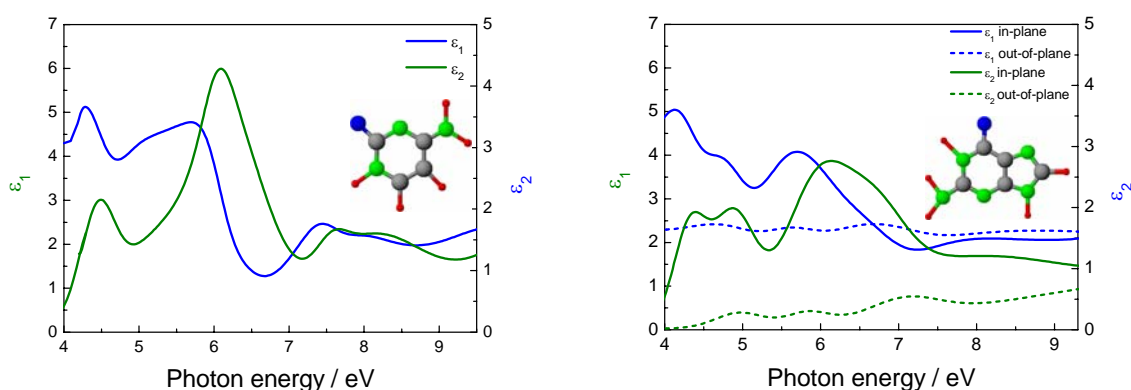 7
6
5
4
3
2
1
0
ε1
4 5 6 7 8 9
Photon energy / eV
5
4
3
2
1
0
ε2
ε1
ε2
7
6
5
4
3
2
1
0
ε1
4 5 6 7 8 9
Photon energy / eV
5
4
3
2
1
0
ε2
ε1 in-plane
ε1 out-of-plane
ε2 in-plane
ε2 out-of-plane